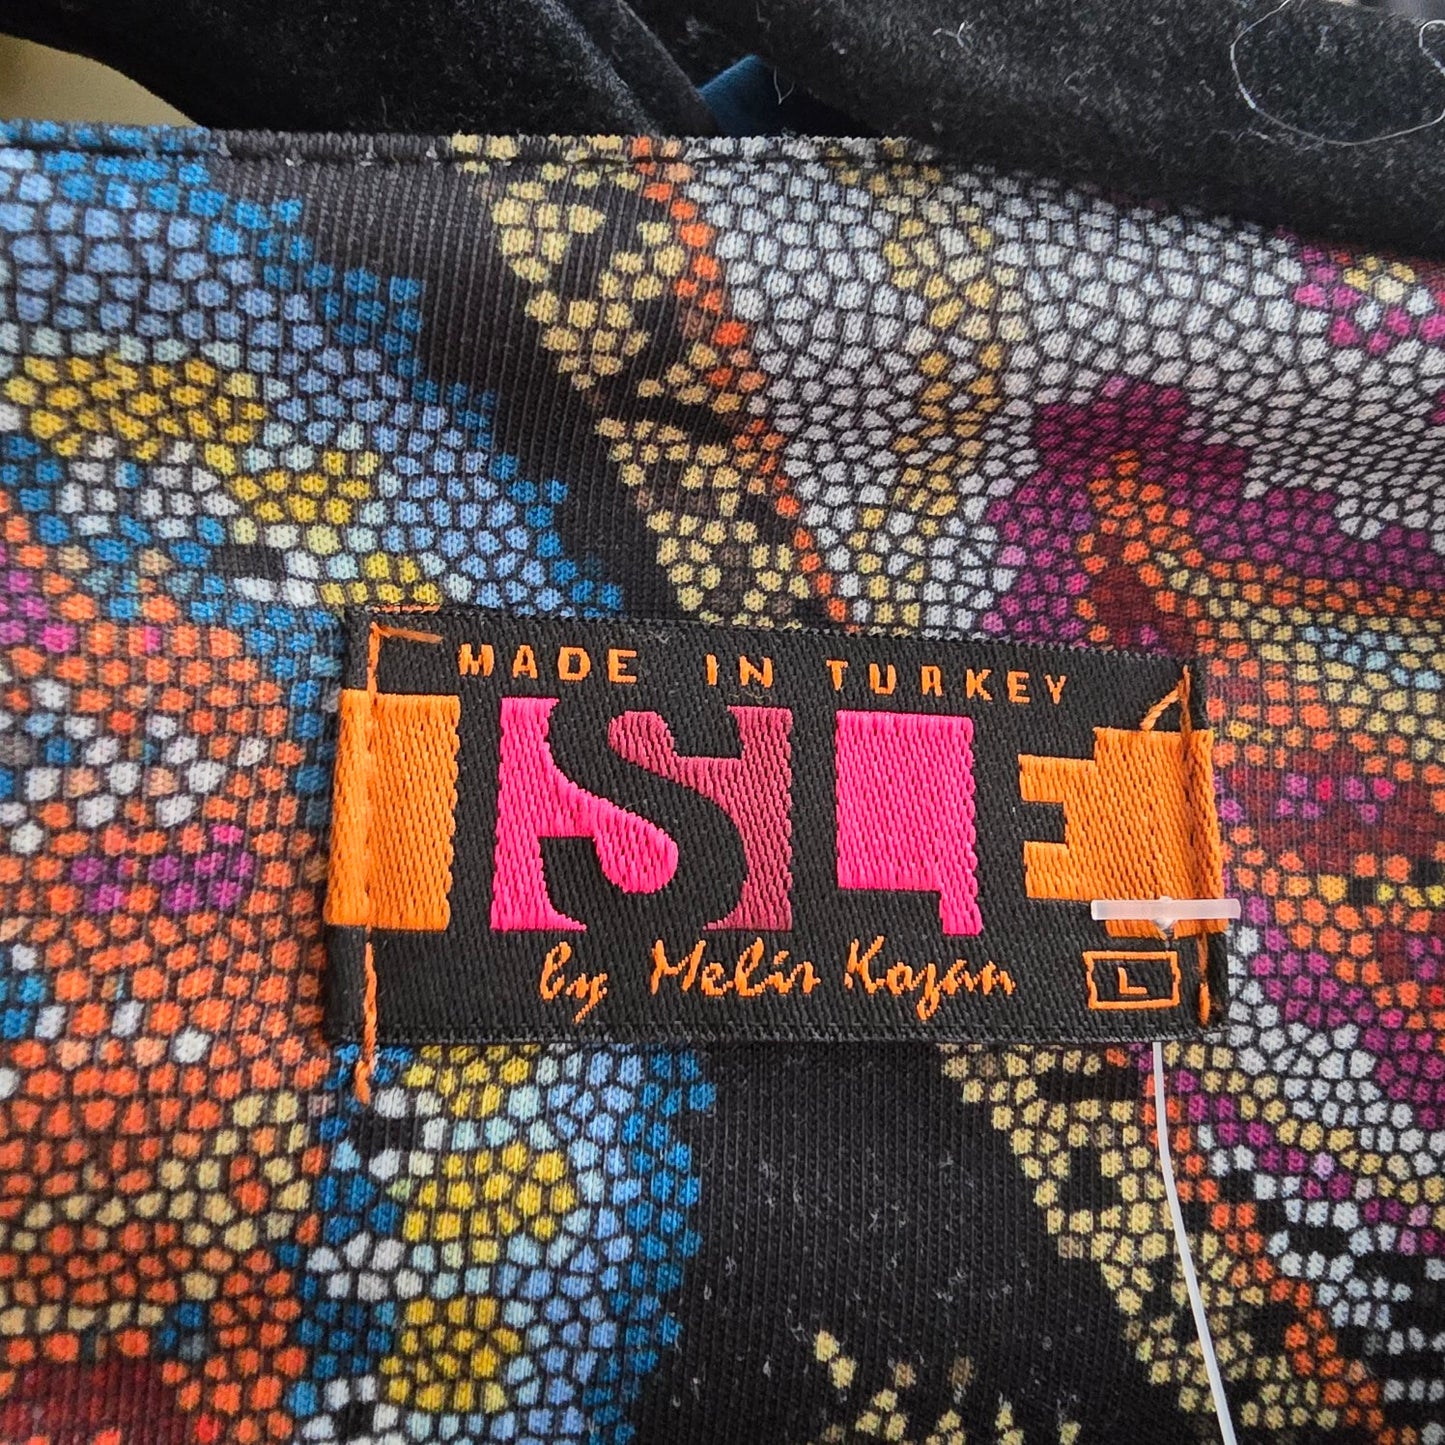 MADE IN TURKEY
ISLE
by Melis Kozan
L